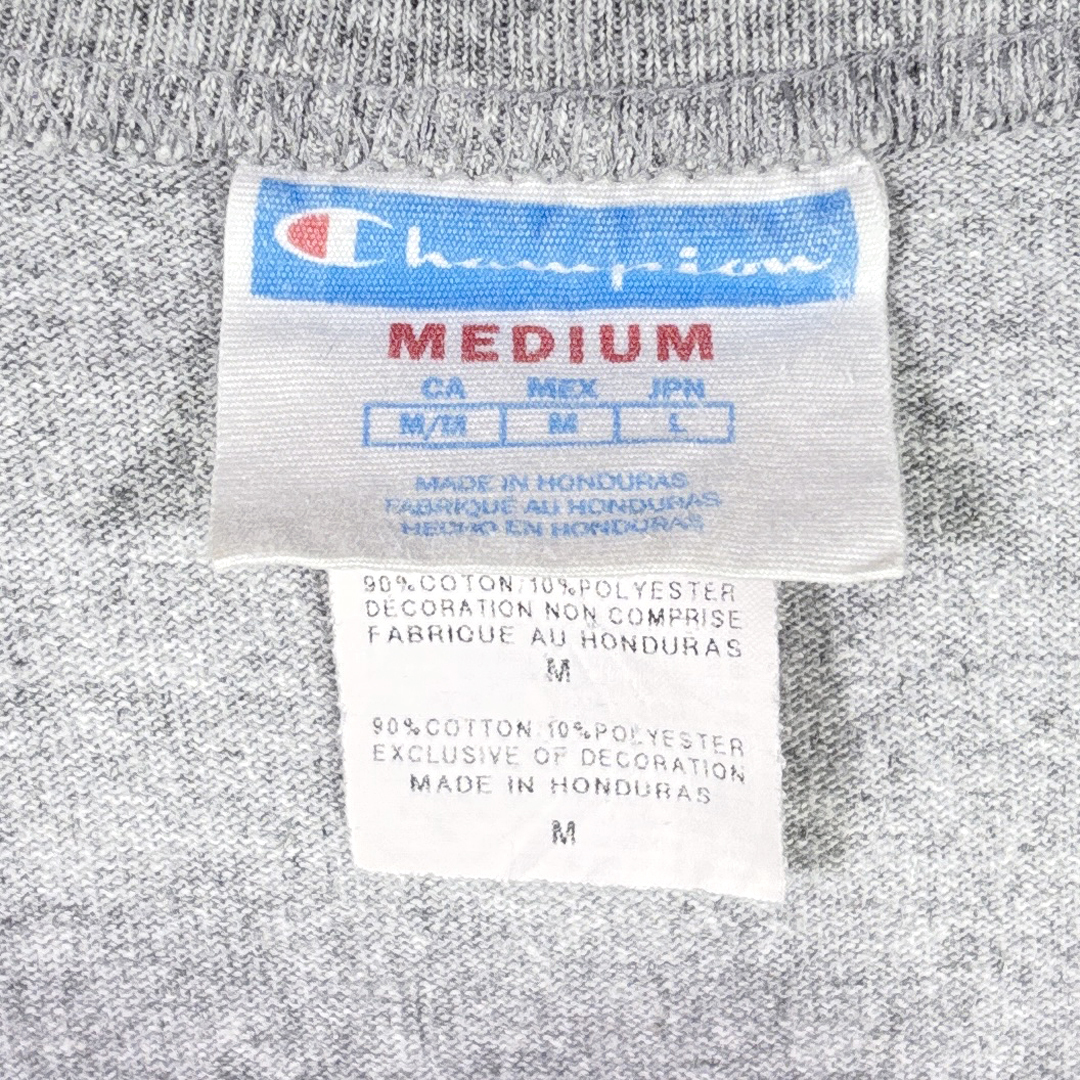 Champion
MEDIUM
CA MEX JPN
M/M M L
MADE IN HONDURAS
FABRIQUÉ AU HONDURAS
HECHO EN HONDURAS
90% COTON/10% POLYESTER
DECORATION NON COMPRISE
FABRIQUE AU HONDURAS
M
90% COTTON/10% POLYESTER
EXCLUSIVE OF DECORATION
MADE IN HONDURAS
M